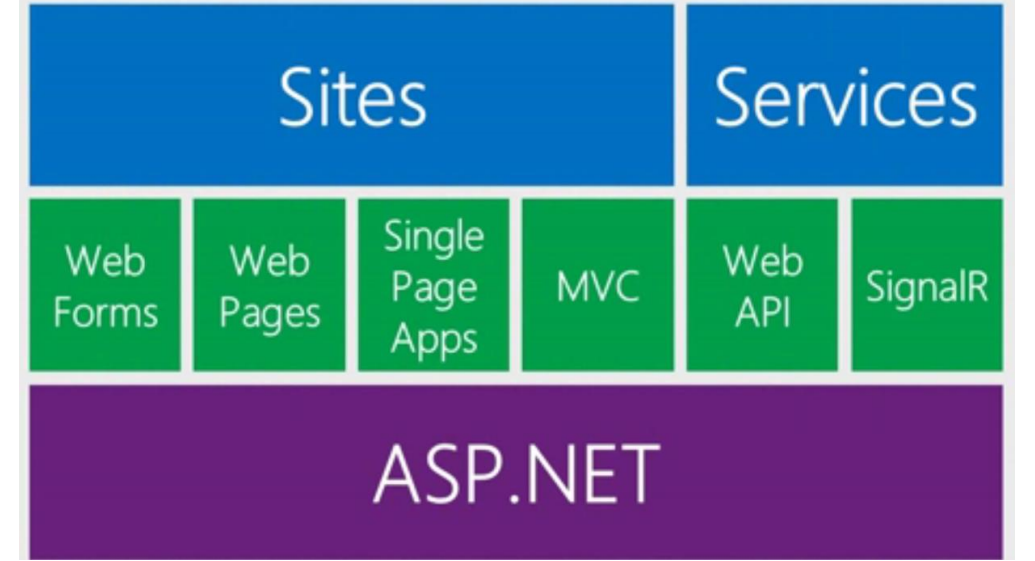 Sites
Services
Web
Forms
Web
Pages
Single
Page
Apps
MVC
Web
API
SignalR
ASP.NET